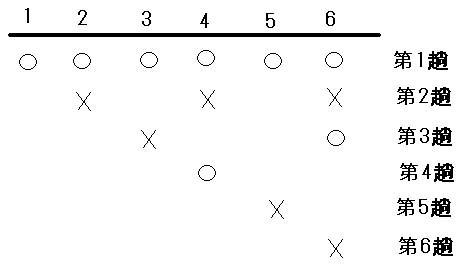 1 2 3 4 5 6
○ ○ ○ ○ ○ ○ 第1趟
X X X 第2趟
X ○ 第3趟
○ 第4趟
X 第5趟
X 第6趟